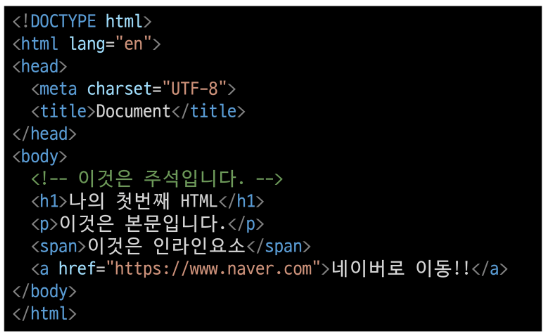 <!DOCTYPE html>
<html lang="en">
<head>
  <meta charset="UTF-8">
  <title>Document</title>
</head>
<body>
  <!-- 이것은 주석입니다. -->
  <h1>나의 첫번째 HTML</h1>
  <p>이것은 본문입니다.</p>
  <span>이것은 인라인요소</span>
  <a href="https://www.naver.com">네이버로 이동!!</a>
</body>
</html>